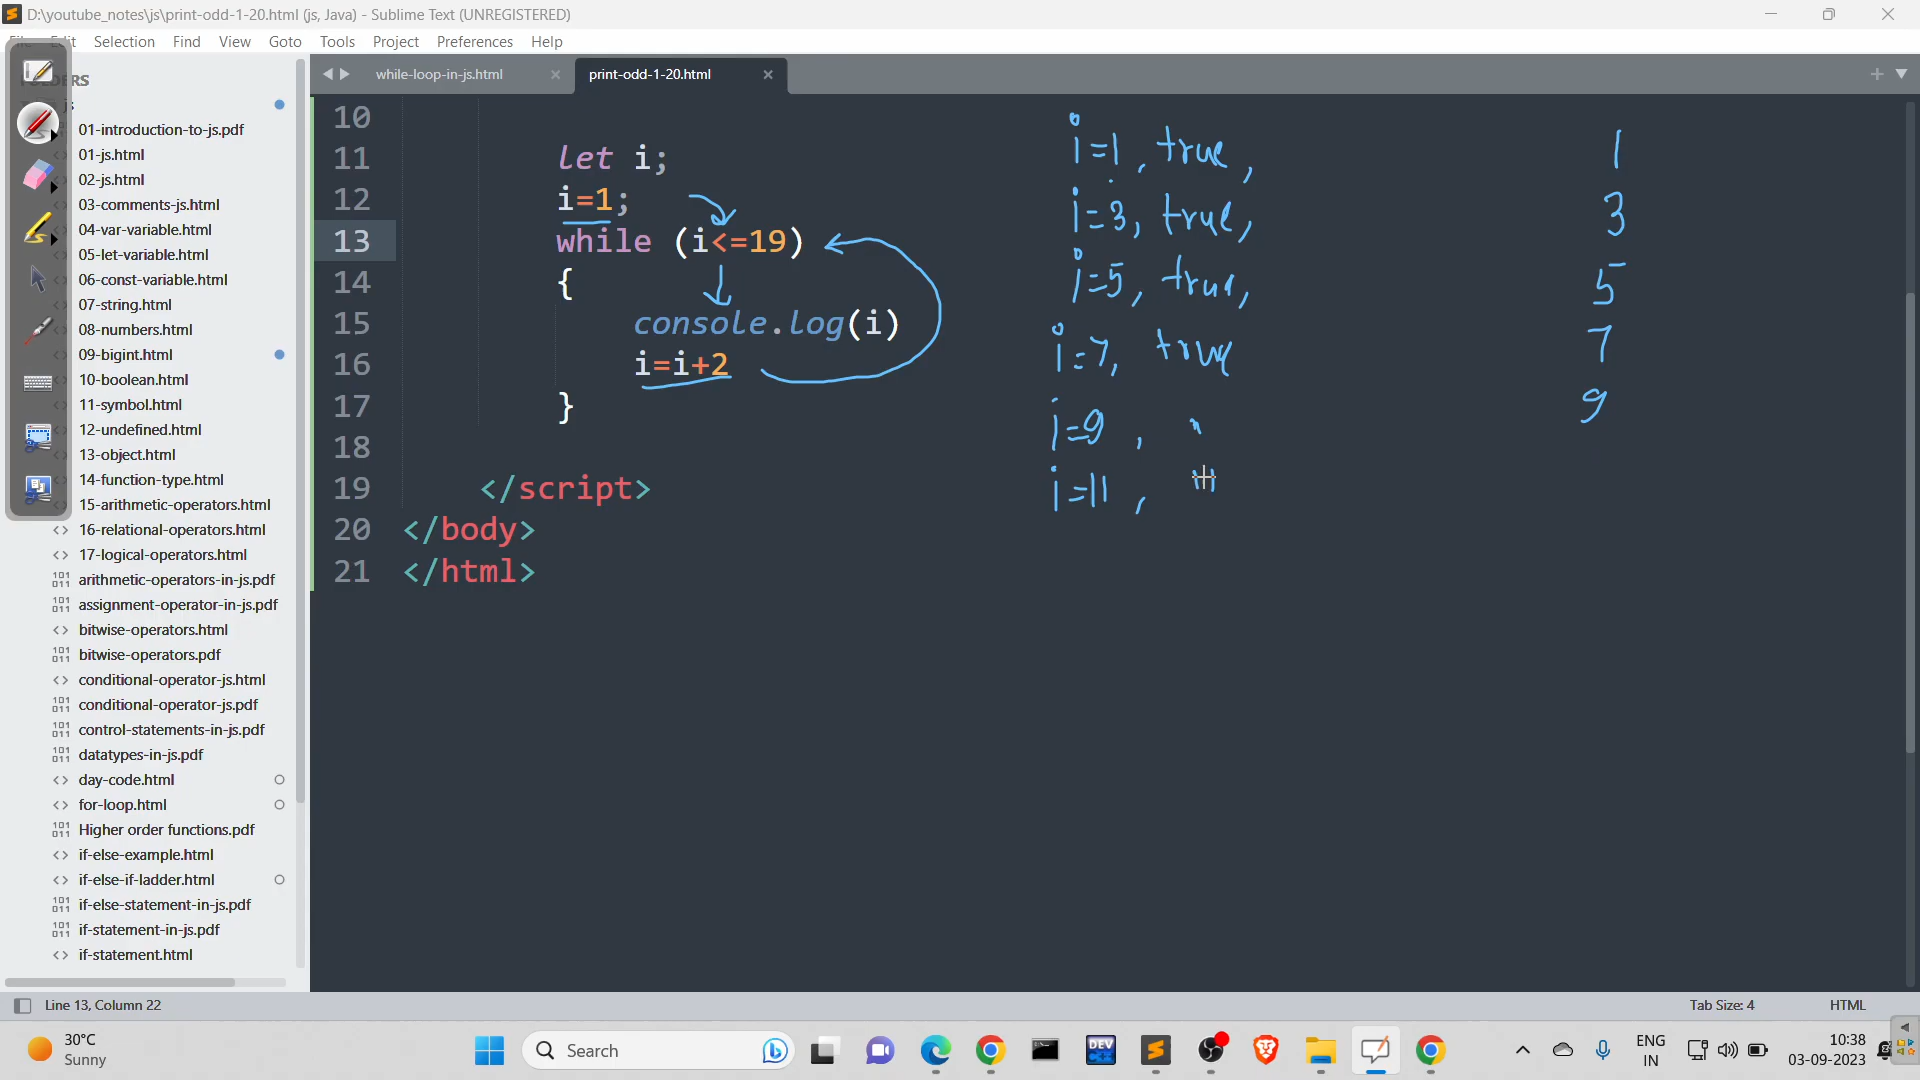 D:\youtube_notes\js\print-odd-1-20.html (js, Java) - Sublime Text (UNREGISTERED)
Edit Selection Find View Goto Tools Project Preferences Help
while-loop-in-js.html
print-odd-1-20.html
js
01-introduction-to-js.pdf
01-js.html
02-js.html
03-comments-js.html
04-var-variable.html
05-let-variable.html
06-const-variable.html
07-string.html
08-numbers.html
09-bigint.html
10-boolean.html
11-symbol.html
12-undefined.html
13-object.html
14-function-type.html
15-arithmetic-operators.html
16-relational-operators.html
17-logical-operators.html
arithmetic-operators-in-js.pdf
assignment-operator-in-js.pdf
bitwise-operators.html
bitwise-operators.pdf
conditional-operator-js.html
conditional-operator-js.pdf
control-statements-in-js.pdf
datatypes-in-js.pdf
day-code.html
for-loop.html
Higher order functions.pdf
if-else-example.html
if-else-if-ladder.html
if-else-statement-in-js.pdf
if-statement-in-js.pdf
if-statement.html
10
11 let i;
12 i=1;
13 while (i<=19)
14 {
15 console.log(i)
16 i=i+2
17 }
18
19 </script>
20 </body>
21 </html>
i=1, true,
i=3, true,
i=5, true,
i=7, true
i=9, "
i=11,
1
3
5
7
9
Line 13, Column 22
Tab Size: 4
HTML
30°C
Sunny
Search
DEV
ENG
IN
10:38
03-09-2023